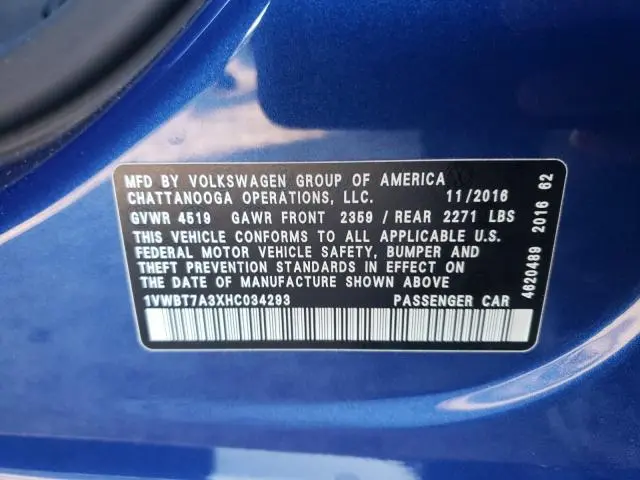 MFD BY VOLKSWAGEN GROUP OF AMERICA
CHATTANOOGA OPERATIONS, LLC. 11/2016
GVWR 4519 GAWR FRONT 2359 / REAR 2271 LBS
THIS VEHICLE CONFORMS TO ALL APPLICABLE U.S.
FEDERAL MOTOR VEHICLE SAFETY, BUMPER AND
THEFT PREVENTION STANDARDS IN EFFECT ON
THE DATE OF MANUFACTURE SHOWN ABOVE
1VWBT7A3XHC034293 PASSENGER CAR
4620489 2016 62